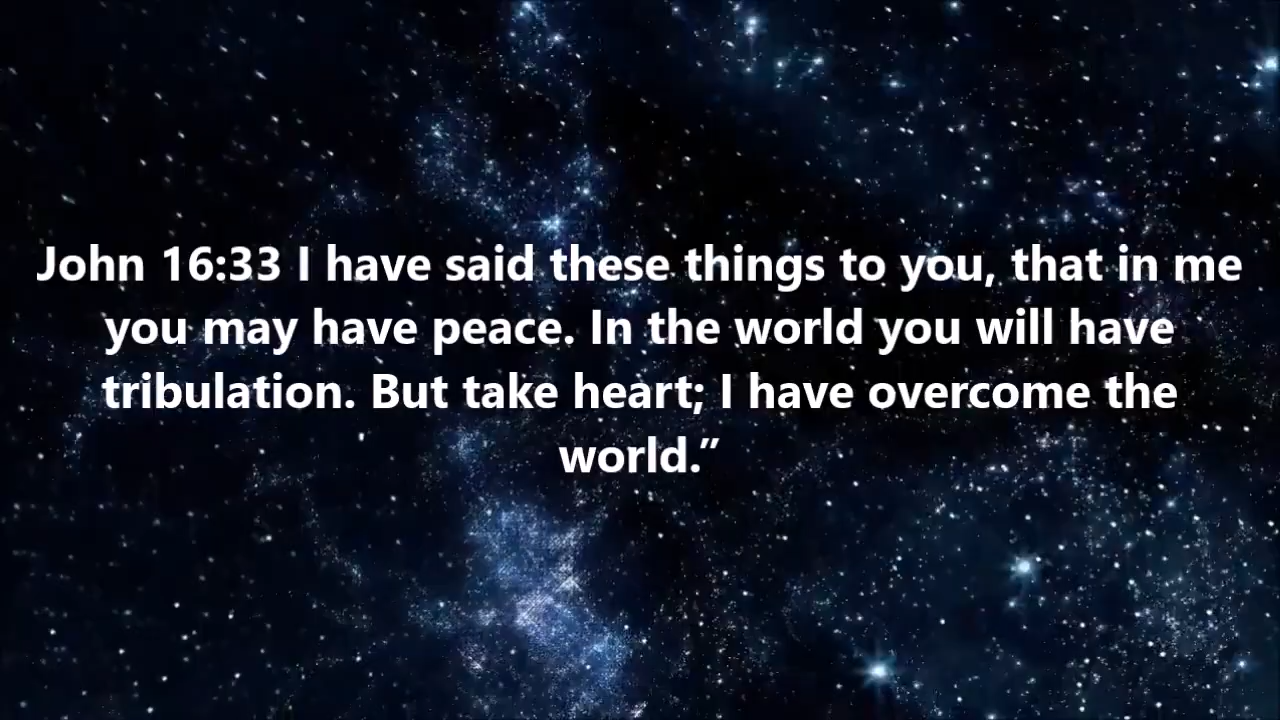 John 16:33 I have said these things to you, that in me
you may have peace. In the world you will have
tribulation. But take heart; I have overcome the
world.”